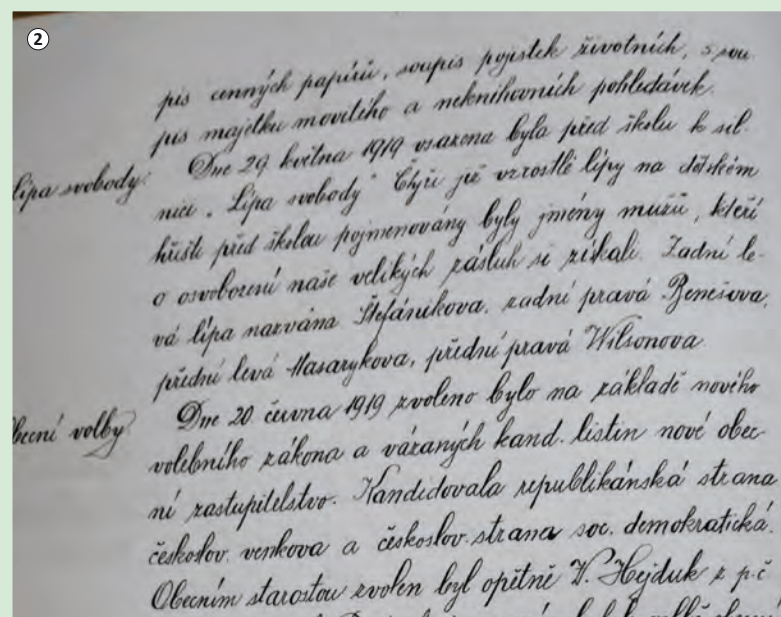 2
pis cenných papírů, soupis pojistek životních, sou
pis majetku movitého a neknihovních pohledávek.
Lípa svobody.
Dne 29. května 1919 vsazena byla před školu k sil-
nici „Lípa svobody“ Čtyři již vzrostlé lípy na dětském
hřišti před školou pojmenovány byly jmény mužů, kteří
o osvobození naše velikých zásluh si získali. Zadní le-
vá lípa nazvána Štefánikova, zadní pravá Benešova,
přední levá Masarykova, přední pravá Wilsonova.
Obecní volby.
Dne 20. června 1919 zvoleno bylo na základě nového
volebního zákona a vázaných kand. listin nové obec-
ní zastupitelstvo. Kandidovala republikánská strana
českoslov. venkova a českoslov. strana soc. demokratická.
Obecním starostou zvolen byl opětně V. Hejduk z p. č